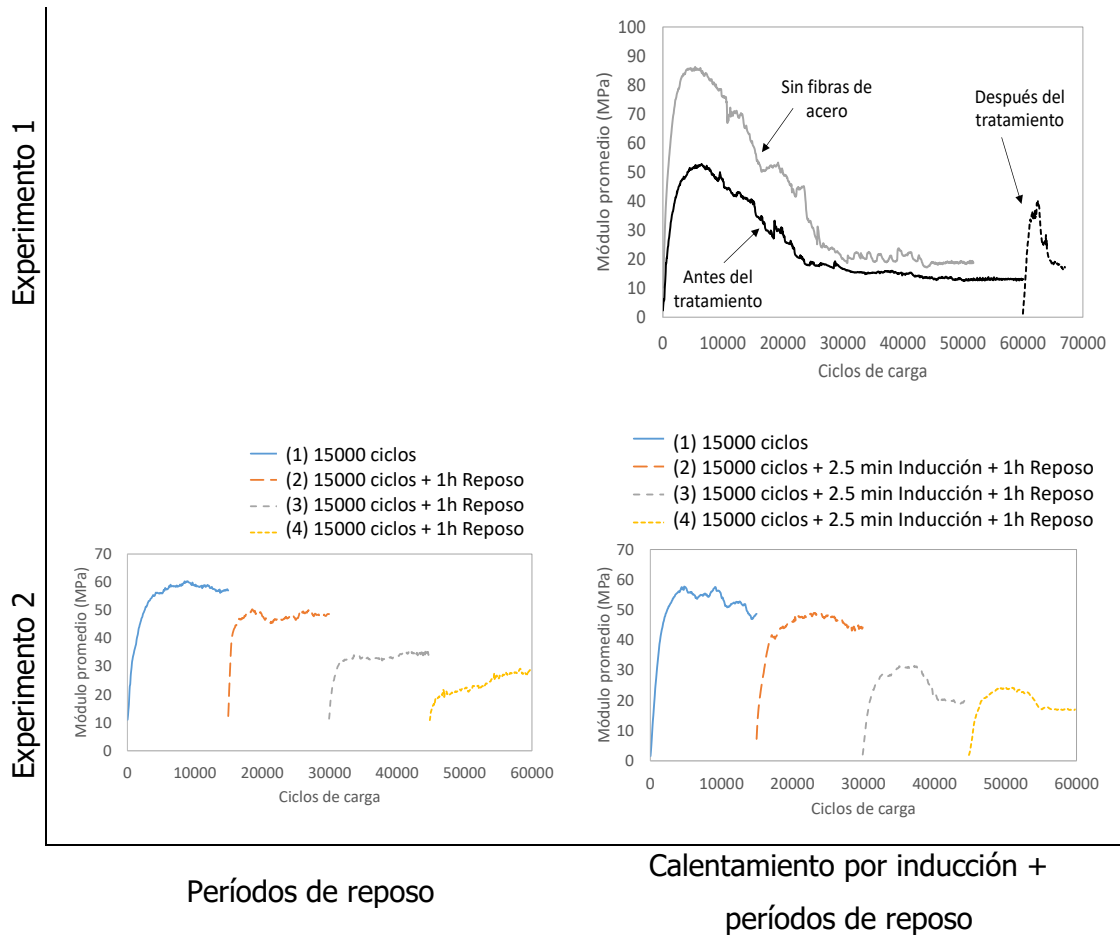 Experimento 1
Módulo promedio (MPa)
100
90
80
70
60
50
40
30
20
10
0
Sin fibras de
acero
Después del
tratamiento
Antes del
tratamiento
0 10000 20000 30000 40000 50000 60000 70000
Ciclos de carga
Experimento 2
(1) 15000 ciclos
(2) 15000 ciclos + 1h Reposo
(3) 15000 ciclos + 1h Reposo
(4) 15000 ciclos + 1h Reposo
Módulo promedio (MPa)
70
60
50
40
30
20
10
0
0 10000 20000 30000 40000 50000 60000
Ciclos de carga
(1) 15000 ciclos
(2) 15000 ciclos + 2.5 min Inducción + 1h Reposo
(3) 15000 ciclos + 2.5 min Inducción + 1h Reposo
(4) 15000 ciclos + 2.5 min Inducción + 1h Reposo
Módulo promedio (MPa)
70
60
50
40
30
20
10
0
0 10000 20000 30000 40000 50000 60000
Ciclos de carga
Períodos de reposo
Calentamiento por inducción +
períodos de reposo